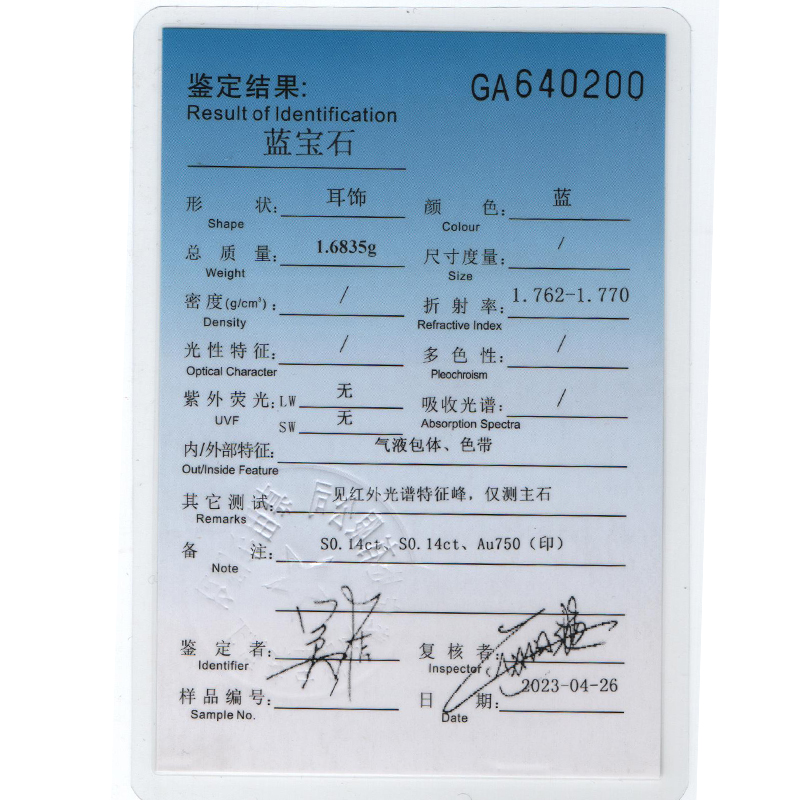 鉴定结果: GA640200
Result of Identification
蓝宝石
形 状: 耳饰 颜 色: 蓝
Shape Colour
总 质 量: 1.6835g 尺寸度量: /
Weight Size
密度(g/cm³): / 折 射 率: 1.762-1.770
Density Refractive Index
光性特征: / 多 色 性: /
Optical Character Pleochroism
紫外荧光: LW 无 吸收光谱: /
UVF SW 无 Absorption Spectra
内/外部特征: 气液包体、色带
Out/Inside Feature
其它测试: 见红外光谱特征峰，仅测主石
Remarks
备 注: S0.14ct、S0.14ct、Au750（印）
Note
鉴 定 者: 复 核 者:
Identifier Inspector
样品编号: 日 期: 2023-04-26
Sample No. Date